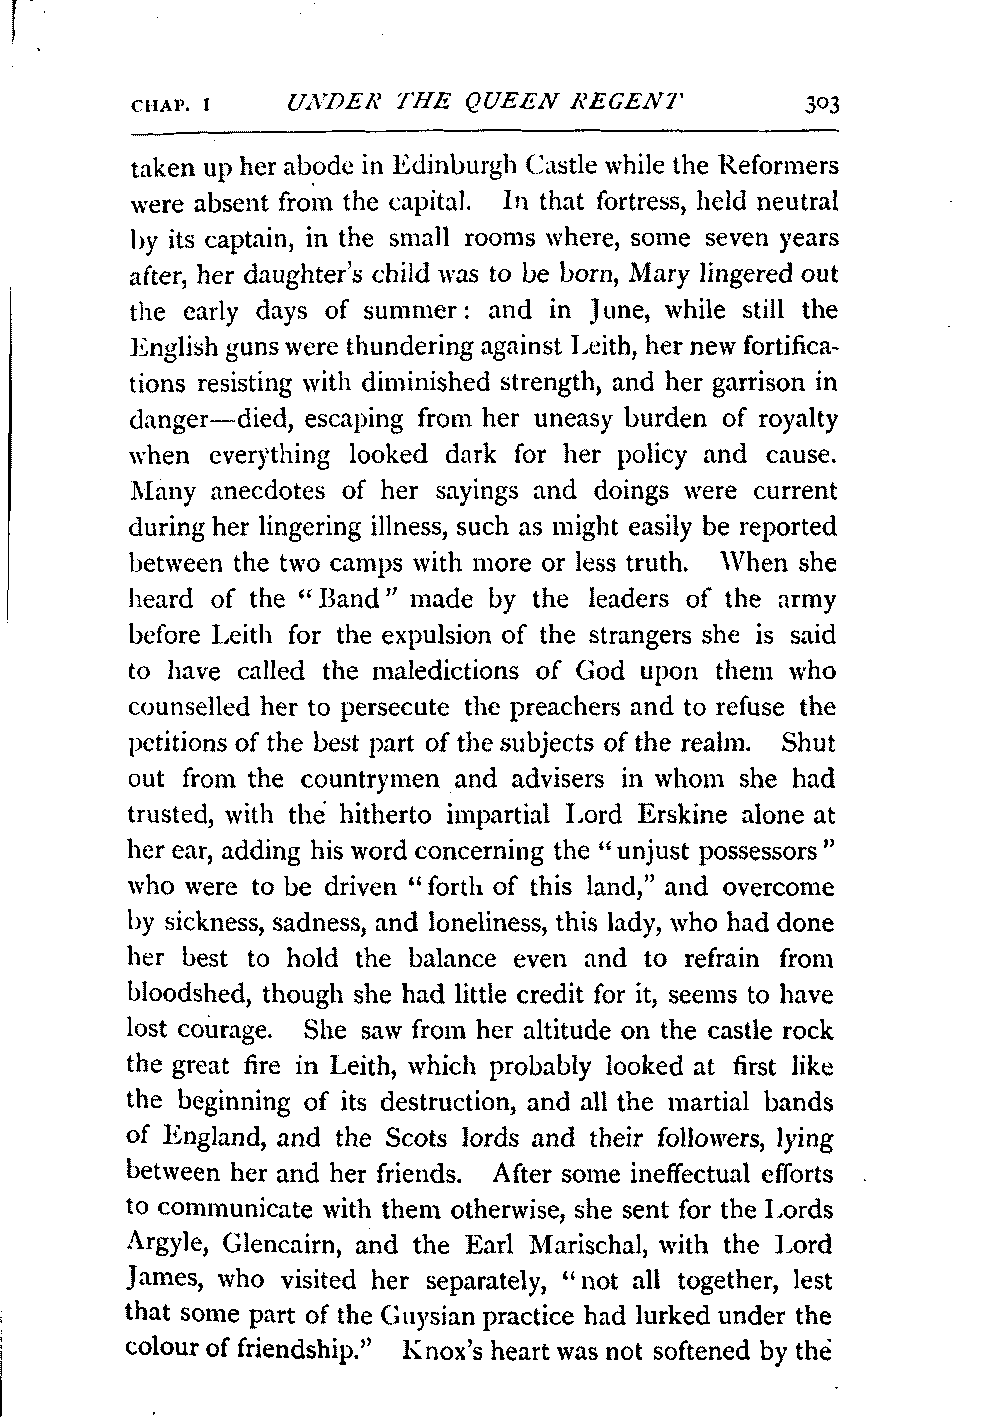 CHAP. I UNDER THE QUEEN REGENT 303
taken up her abode in Edinburgh Castle while the Reformers
were absent from the capital. In that fortress, held neutral
by its captain, in the small rooms where, some seven years
after, her daughter's child was to be born, Mary lingered out
the early days of summer: and in June, while still the
English guns were thundering against Leith, her new fortifica-
tions resisting with diminished strength, and her garrison in
danger—died, escaping from her uneasy burden of royalty
when everything looked dark for her policy and cause.
Many anecdotes of her sayings and doings were current
during her lingering illness, such as might easily be reported
between the two camps with more or less truth. When she
heard of the "Band" made by the leaders of the army
before Leith for the expulsion of the strangers she is said
to have called the maledictions of God upon them who
counselled her to persecute the preachers and to refuse the
petitions of the best part of the subjects of the realm. Shut
out from the countrymen and advisers in whom she had
trusted, with the hitherto impartial Lord Erskine alone at
her ear, adding his word concerning the "unjust possessors"
who were to be driven "forth of this land," and overcome
by sickness, sadness, and loneliness, this lady, who had done
her best to hold the balance even and to refrain from
bloodshed, though she had little credit for it, seems to have
lost courage. She saw from her altitude on the castle rock
the great fire in Leith, which probably looked at first like
the beginning of its destruction, and all the martial bands
of England, and the Scots lords and their followers, lying
between her and her friends. After some ineffectual efforts
to communicate with them otherwise, she sent for the Lords
Argyle, Glencairn, and the Earl Marischal, with the Lord
James, who visited her separately, "not all together, lest
that some part of the Guysian practice had lurked under the
colour of friendship." Knox's heart was not softened by the